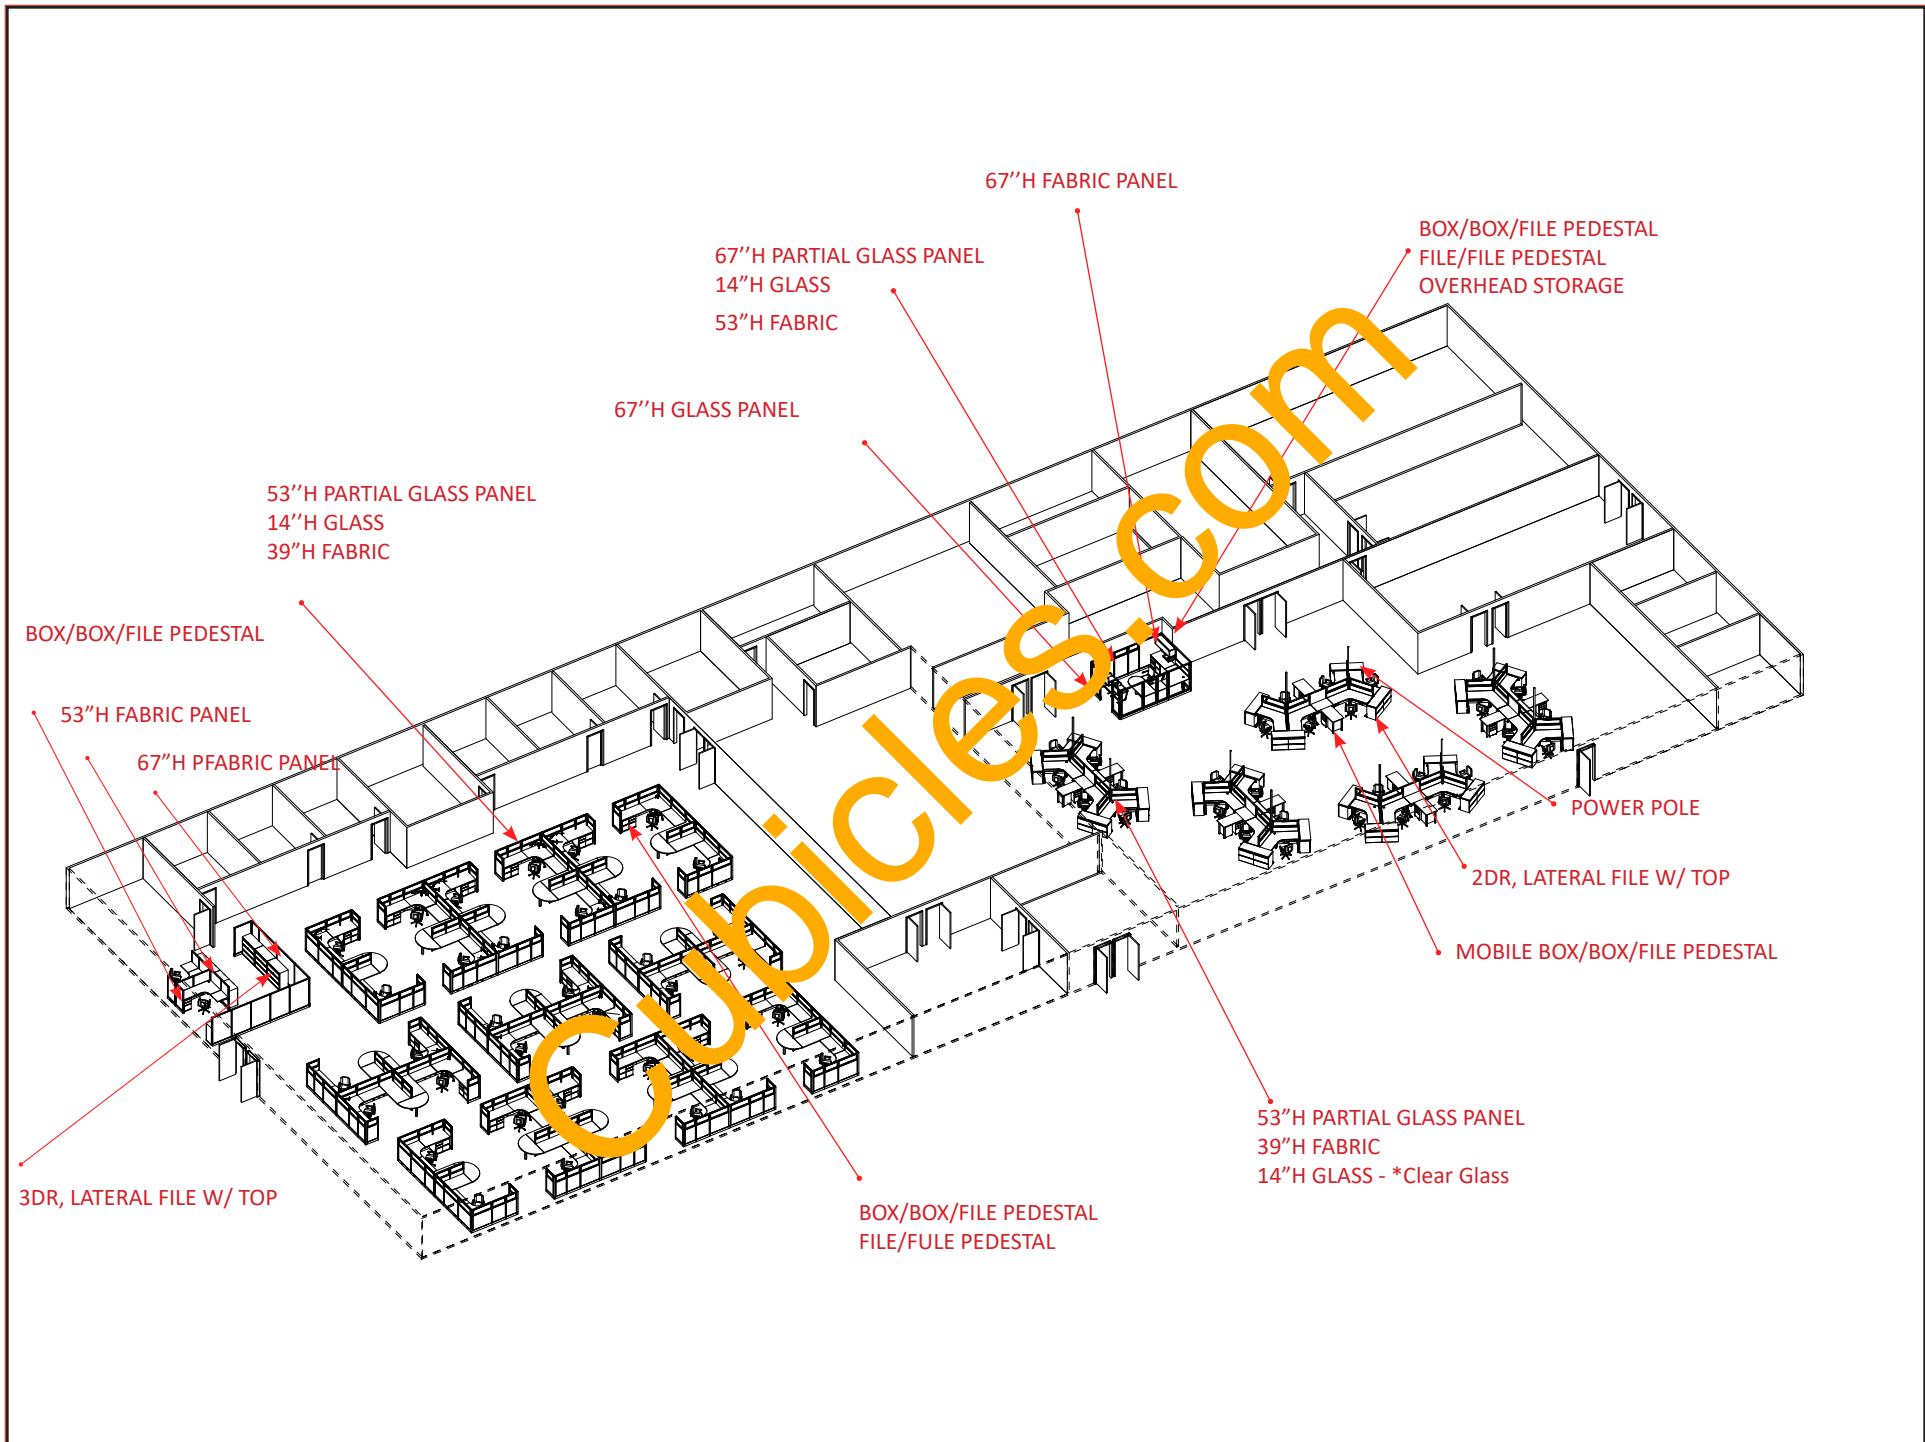 67’’H FABRIC PANEL
BOX/BOX/FILE PEDESTAL
FILE/FILE PEDESTAL
OVERHEAD STORAGE
67’’H PARTIAL GLASS PANEL
14”H GLASS
53”H FABRIC
67’’H GLASS PANEL
53’’H PARTIAL GLASS PANEL
14’’H GLASS
39”H FABRIC
BOX/BOX/FILE PEDESTAL
53”H FABRIC PANEL
67”H PFABRIC PANEL
Cubicles.com
POWER POLE
2DR, LATERAL FILE W/ TOP
MOBILE BOX/BOX/FILE PEDESTAL
53”H PARTIAL GLASS PANEL
39”H FABRIC
14”H GLASS - *Clear Glass
3DR, LATERAL FILE W/ TOP
BOX/BOX/FILE PEDESTAL
FILE/FULE PEDESTAL